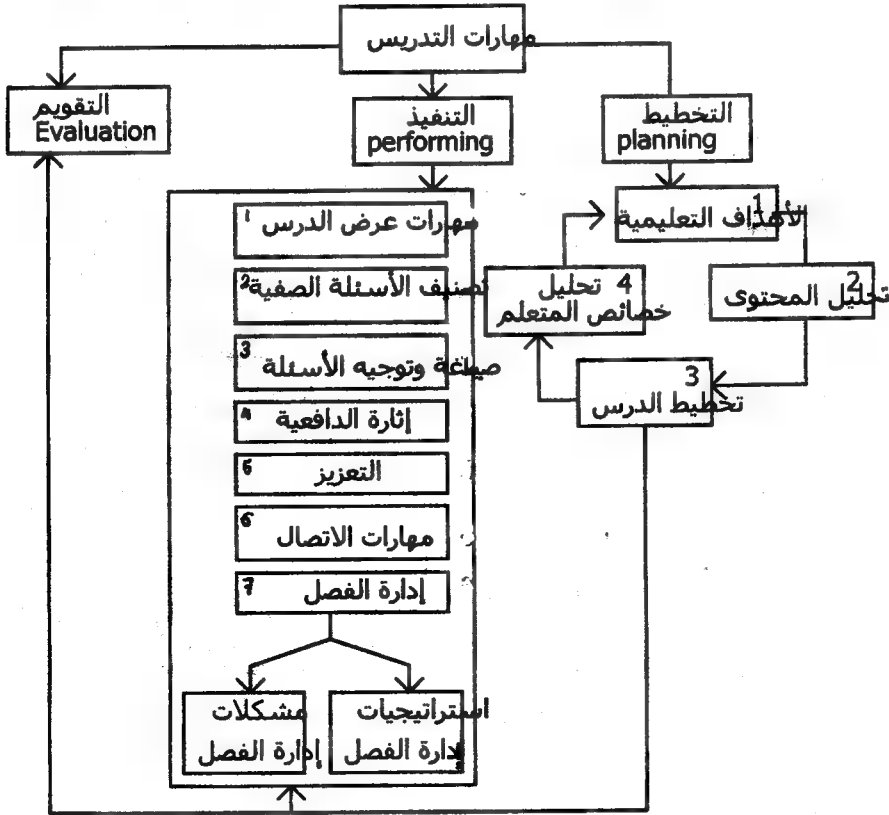 مهارات التدريس
التخطيط
planning
التنفيذ
performing
التقويم
Evaluation
1
الأهداف التعليمية
2
تحليل المحتوى
3
تخطيط الدرس
4 تحليل
خصائص المتعلم
1 مهارات عرض الدرس
2 تصنيف الأسئلة الصفية
3 صياغة وتوجيه الأسئلة
4 إثارة الدافعية
5 التعزيز
6 مهارات الاتصال
7 إدارة الفصل
استراتيجيات
إدارة الفصل
مشكلات
إدارة الفصل